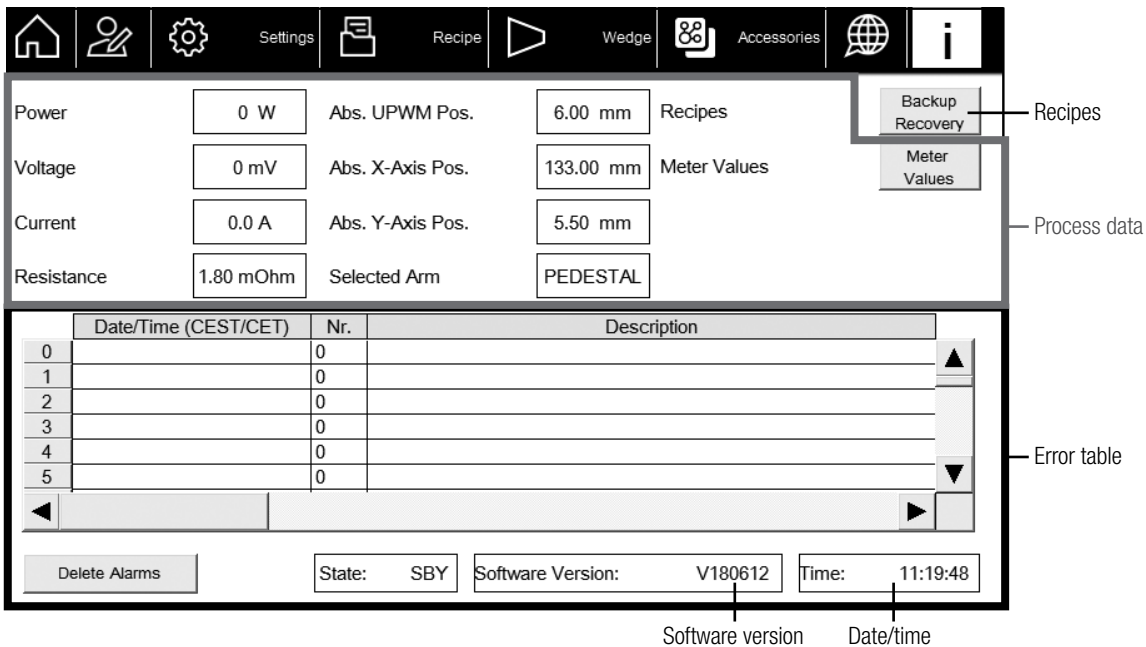 Settings Recipe Wedge Accessories i
Power 0 W Abs. UPWM Pos. 6.00 mm Recipes Backup Recovery Recipes
Voltage 0 mV Abs. X-Axis Pos. 133.00 mm Meter Values Meter Values
Current 0.0 A Abs. Y-Axis Pos. 5.50 mm Process data
Resistance 1.80 mOhm Selected Arm PEDESTAL
Date/Time (CEST/CET) Nr. Description
0 0
1 0
2 0
3 0
4 0 Error table
5 0
Delete Alarms State: SBY Software Version: V180612 Time: 11:19:48
Software version Date/time